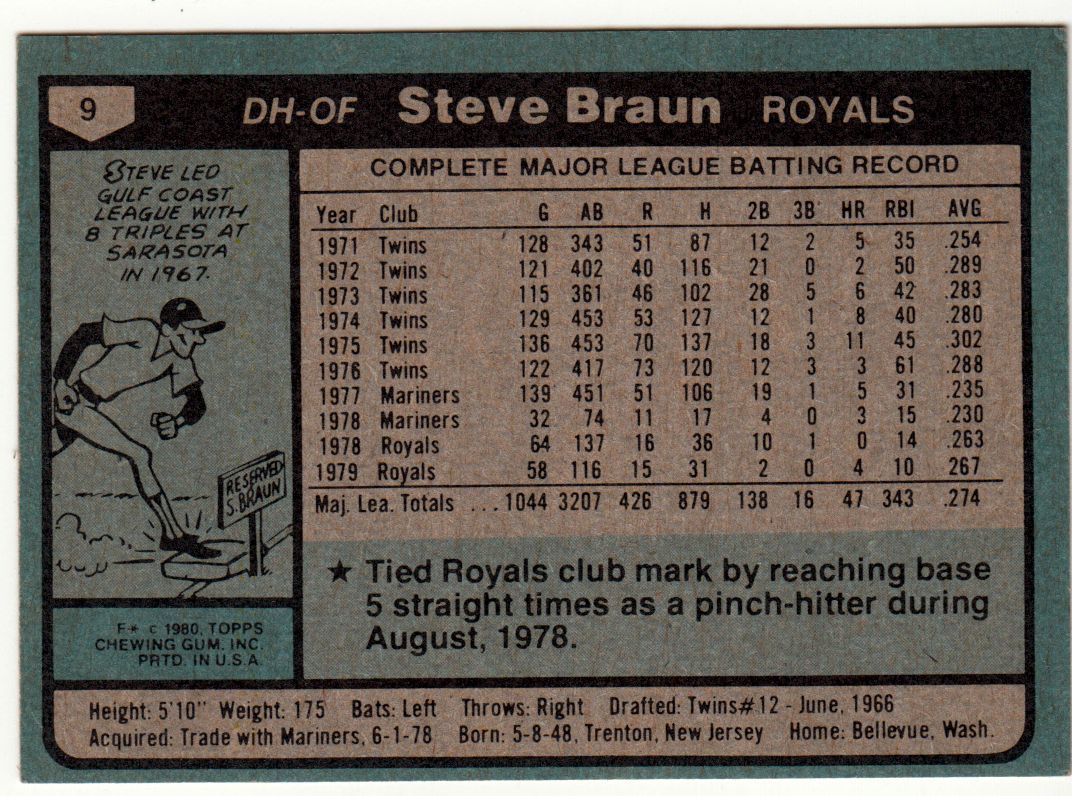 9 DH-OF Steve Braun ROYALS
STEVE LED
GULF COAST
LEAGUE WITH
8 TRIPLES AT
SARASOTA
IN 1967.
RESERVED
S. BRAUN
F* © 1980, TOPPS
CHEWING GUM, INC.
PRTD. IN U.S.A.
COMPLETE MAJOR LEAGUE BATTING RECORD
Year Club G AB R H 2B 3B HR RBI AVG
1971 Twins 128 343 51 87 12 2 5 35 .254
1972 Twins 121 402 40 116 21 0 2 50 .289
1973 Twins 115 361 46 102 28 5 6 42 .283
1974 Twins 129 453 53 127 12 1 8 40 .280
1975 Twins 136 453 70 137 18 3 11 45 .302
1976 Twins 122 417 73 120 12 3 3 61 .288
1977 Mariners 139 451 51 106 19 1 5 31 .235
1978 Mariners 32 74 11 17 4 0 3 15 .230
1978 Royals 64 137 16 36 10 1 0 14 .263
1979 Royals 58 116 15 31 2 0 4 10 .267
Maj. Lea. Totals ... 1044 3207 426 879 138 16 47 343 .274
★ Tied Royals club mark by reaching base
5 straight times as a pinch-hitter during
August, 1978.
Height: 5'10" Weight: 175 Bats: Left Throws: Right Drafted: Twins#12 - June, 1966
Acquired: Trade with Mariners, 6-1-78 Born: 5-8-48, Trenton, New Jersey Home: Bellevue, Wash.